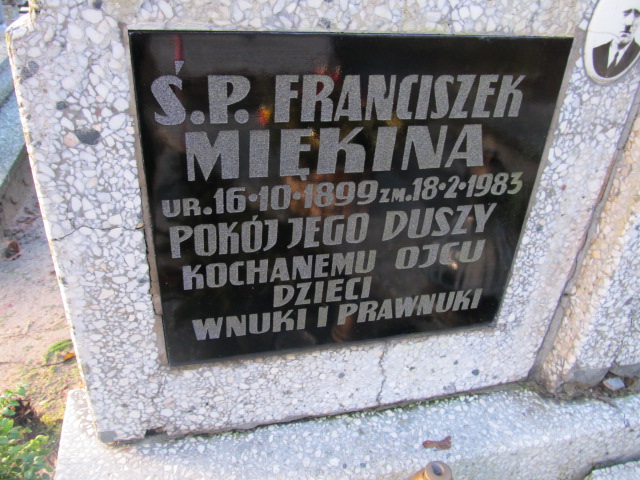 Ś.P. FRANCISZEK
MIĘKINA
UR. 16·10·1899 ZM. 18·2·1983
POKÓJ JEGO DUSZY
KOCHANEMU OJCU
DZIECI
WNUKI I PRAWNUKI